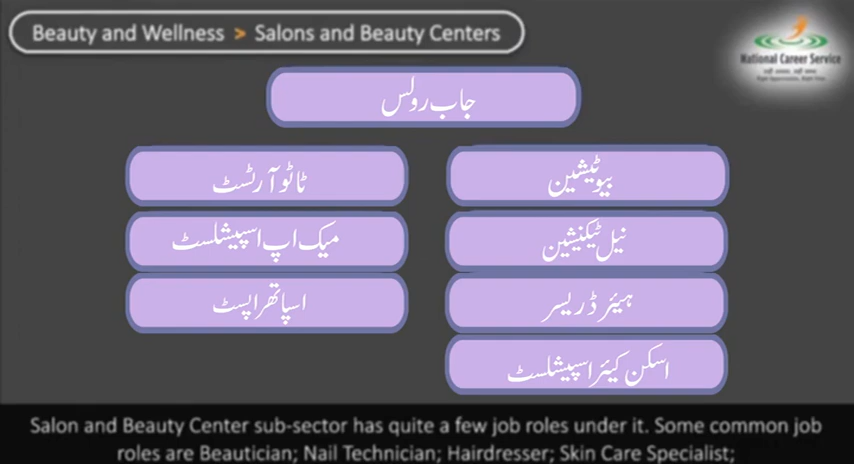 Beauty and Wellness > Salons and Beauty Centers
National Career Service
جاب رولس
بیوٹیشین
ٹاٹو آرٹسٹ
نیل ٹیکنیشین
میک اپ اسپیشلسٹ
ہیئر ڈریسر
اسپا تھراپسٹ
اسکن کیئر اسپیشلسٹ
Salon and Beauty Center sub-sector has quite a few job roles under it. Some common job
roles are Beautician; Nail Technician; Hairdresser; Skin Care Specialist;